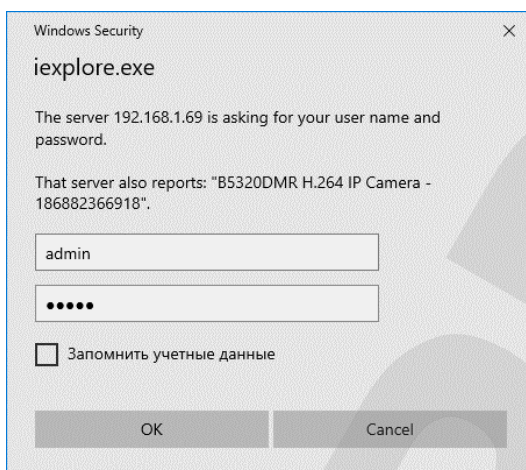 Windows Security
iexplore.exe
The server 192.168.1.69 is asking for your user name and
password.
That server also reports: "B5320DMR H.264 IP Camera -
186882366918".
admin
●●●●●
Запомнить учетные данные
OK
Cancel